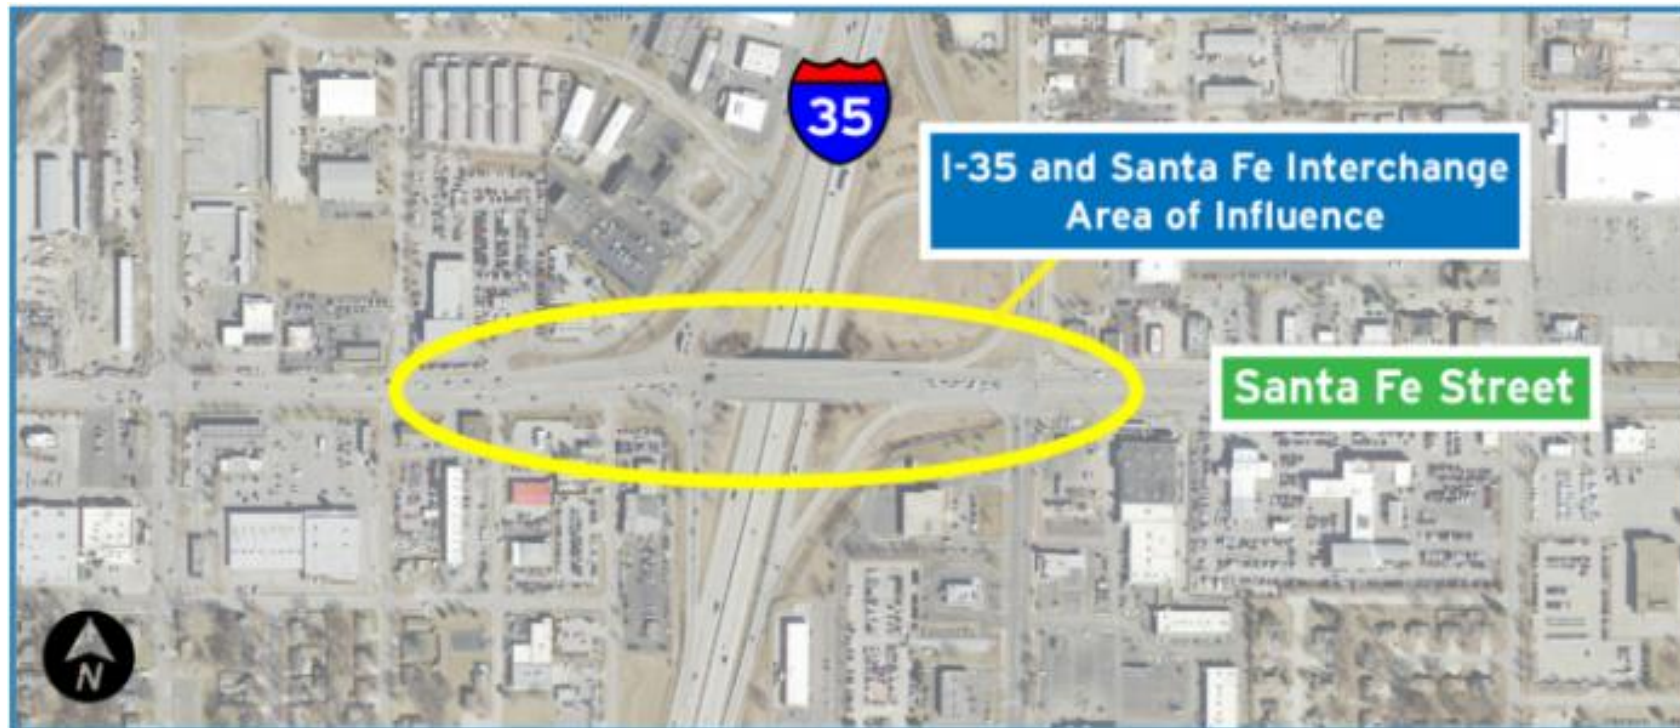 35
I-35 and Santa Fe Interchange
Area of Influence
Santa Fe Street
N